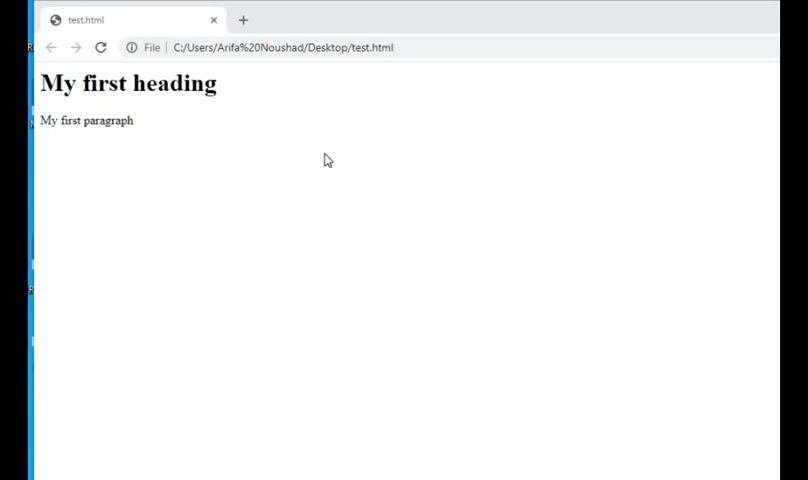 test.html
File C:/Users/Arifa%20Noushad/Desktop/test.html
My first heading
My first paragraph